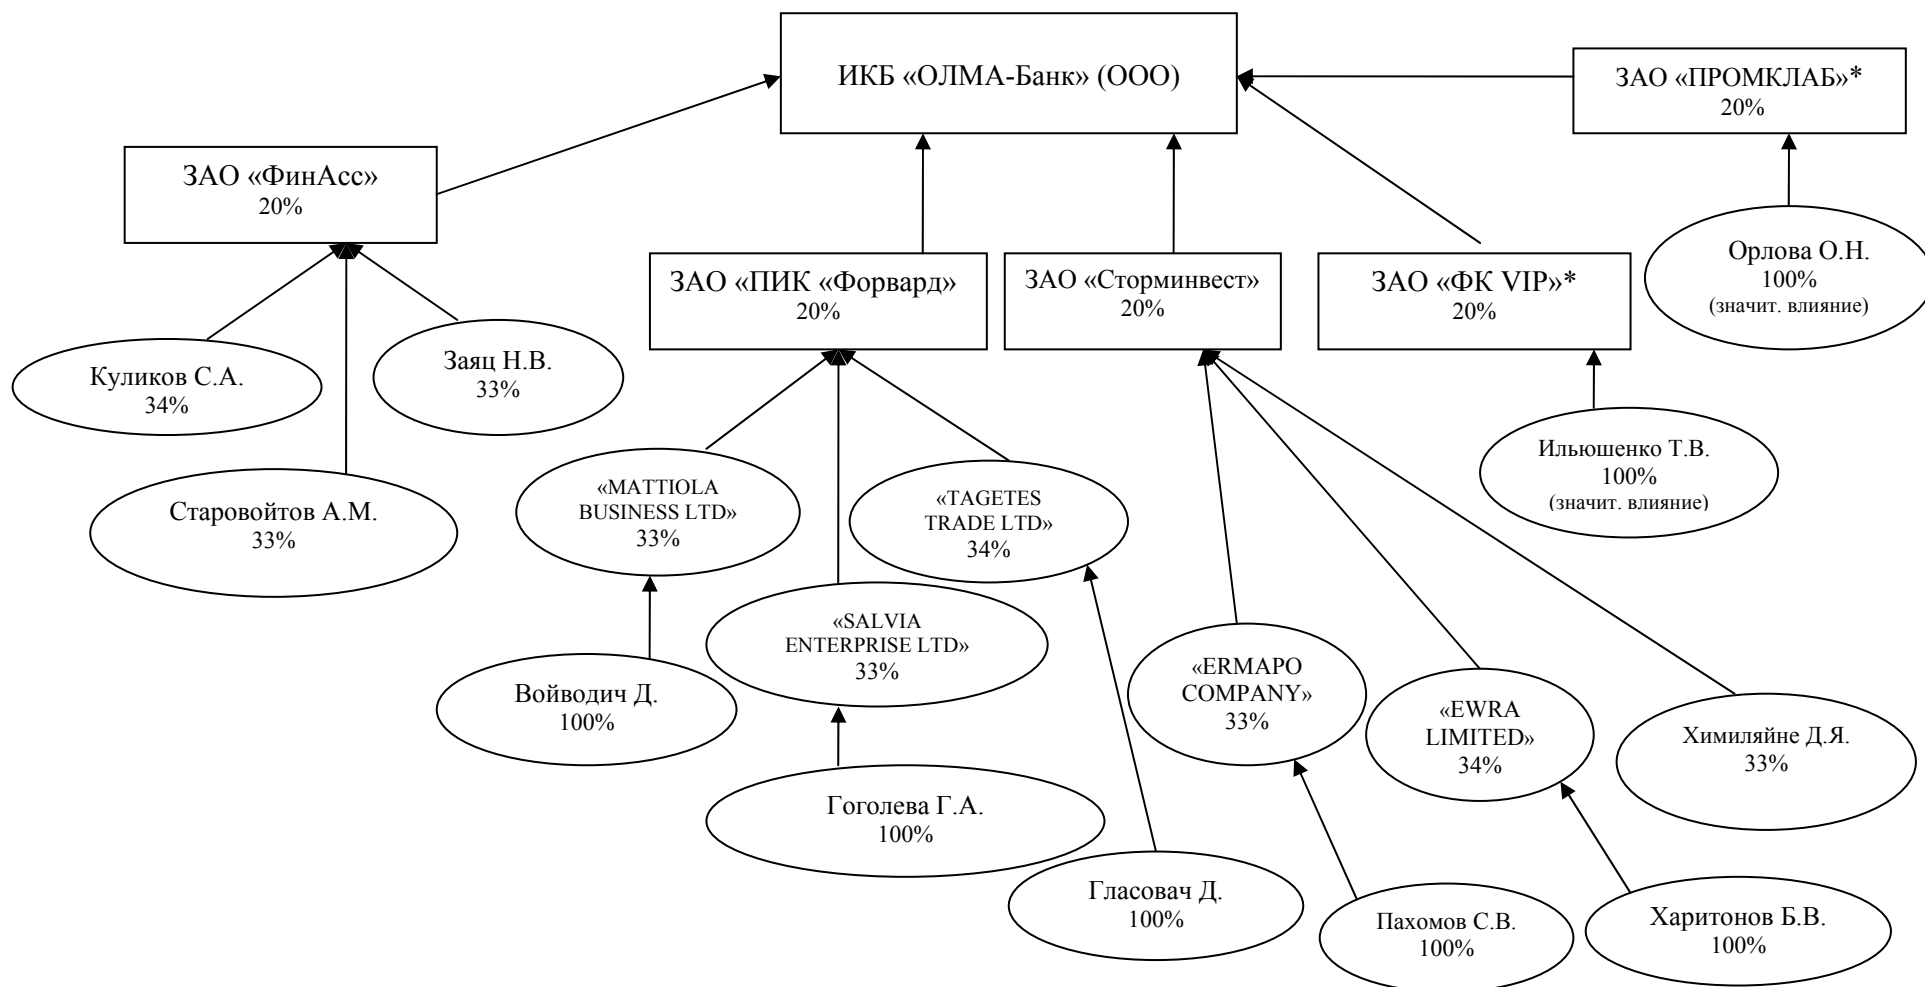 ИКБ «ОЛМА-Банк» (ООО)
ЗАО «ПРОМКЛАБ»*
20%
ЗАО «ФинАсс»
20%
Орлова О.Н.
100%
(значит. влияние)
ЗАО «ПИК «Форвард»
20%
ЗАО «Сторминвест»
20%
ЗАО «ФК VIP»*
20%
Куликов С.А.
34%
Заяц Н.В.
33%
Старовойтов А.М.
33%
«MATTIOLA
BUSINESS LTD»
33%
«TAGETES
TRADE LTD»
34%
Ильюшенко Т.В.
100%
(значит. влияние)
«SALVIA
ENTERPRISE LTD»
33%
«ERMAPO
COMPANY»
33%
«EWRA
LIMITED»
34%
Химиляйне Д.Я.
33%
Войводич Д.
100%
Гоголева Г.А.
100%
Гласовач Д.
100%
Пахомов С.В.
100%
Харитонов Б.В.
100%